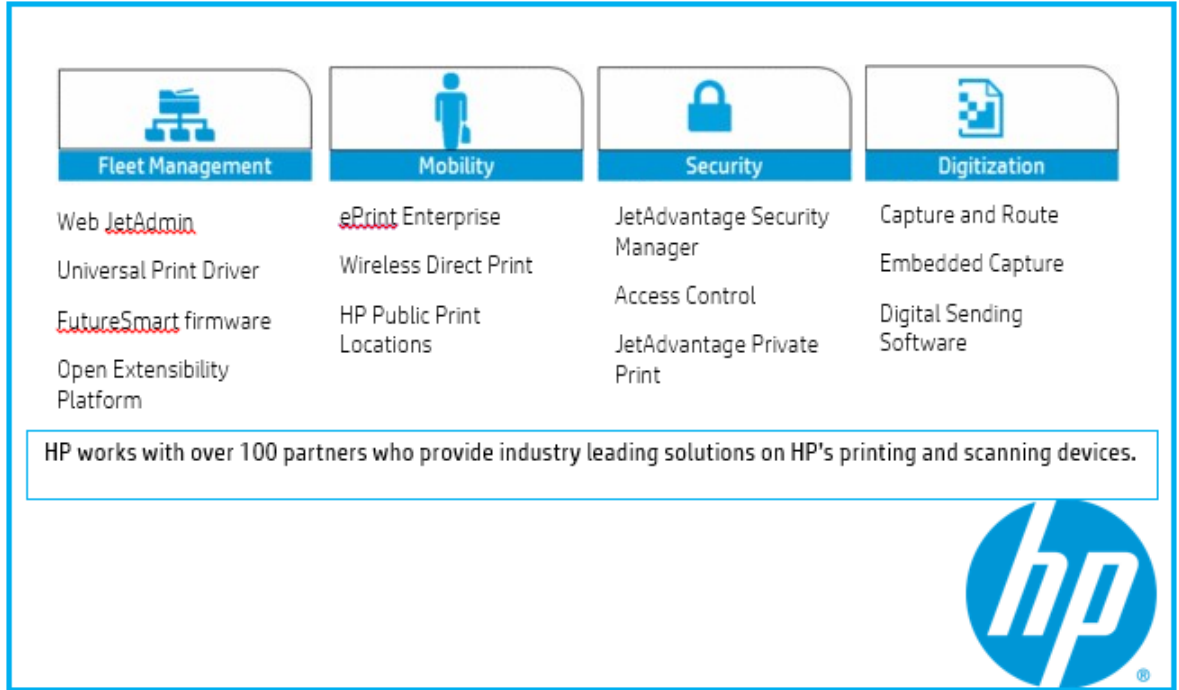 Fleet Management
Web JetAdmin
Universal Print Driver
FutureSmart firmware
Open Extensibility
Platform
Mobility
ePrint Enterprise
Wireless Direct Print
HP Public Print
Locations
Security
JetAdvantage Security
Manager
Access Control
JetAdvantage Private
Print
Digitization
Capture and Route
Embedded Capture
Digital Sending
Software
HP works with over 100 partners who provide industry leading solutions on HP's printing and scanning devices.
hp
®